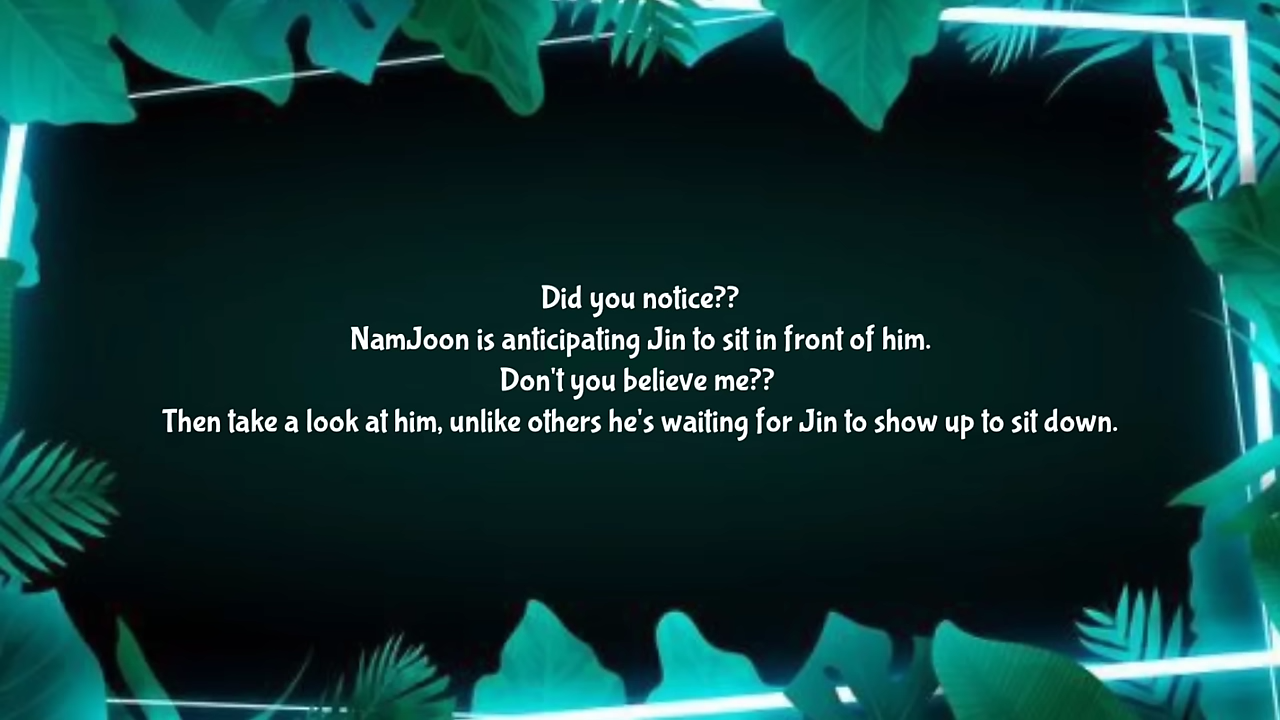 Did you notice??
NamJoon is anticipating Jin to sit in front of him.
Don't you believe me??
Then take a look at him, unlike others he's waiting for Jin to show up to sit down.